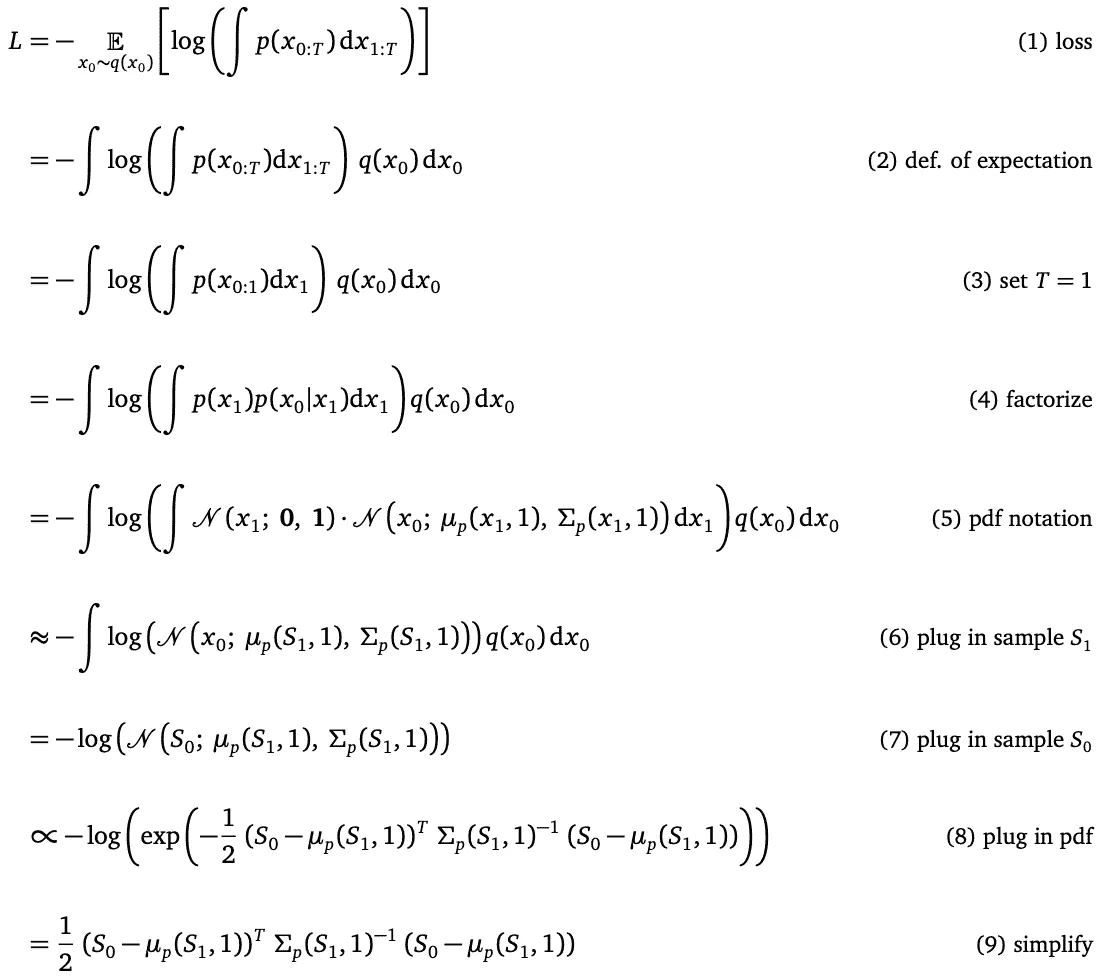 L = − 𝔼_{x₀∼q(x₀)} [log (∫ p(x_{0:T}) dx_{1:T})] (1) loss
= − ∫ log (∫ p(x_{0:T})dx_{1:T}) q(x₀) dx₀ (2) def. of expectation
= − ∫ log (∫ p(x_{0:1})dx₁) q(x₀) dx₀ (3) set T = 1
= − ∫ log (∫ p(x₁)p(x₀|x₁)dx₁) q(x₀) dx₀ (4) factorize
= − ∫ log (∫ 𝒩(x₁; 𝟎, 𝟏) · 𝒩(x₀; μ_p(x₁, 1), Σ_p(x₁, 1)) dx₁) q(x₀) dx₀ (5) pdf notation
≈ − ∫ log (𝒩(x₀; μ_p(S₁, 1), Σ_p(S₁, 1))) q(x₀) dx₀ (6) plug in sample S₁
= −log (𝒩(S₀; μ_p(S₁, 1), Σ_p(S₁, 1))) (7) plug in sample S₀
∝ −log (exp (−1/2 (S₀ − μ_p(S₁, 1))^T Σ_p(S₁, 1)^{−1} (S₀ − μ_p(S₁, 1)))) (8) plug in pdf
= 1/2 (S₀ − μ_p(S₁, 1))^T Σ_p(S₁, 1)^{−1} (S₀ − μ_p(S₁, 1)) (9) simplify